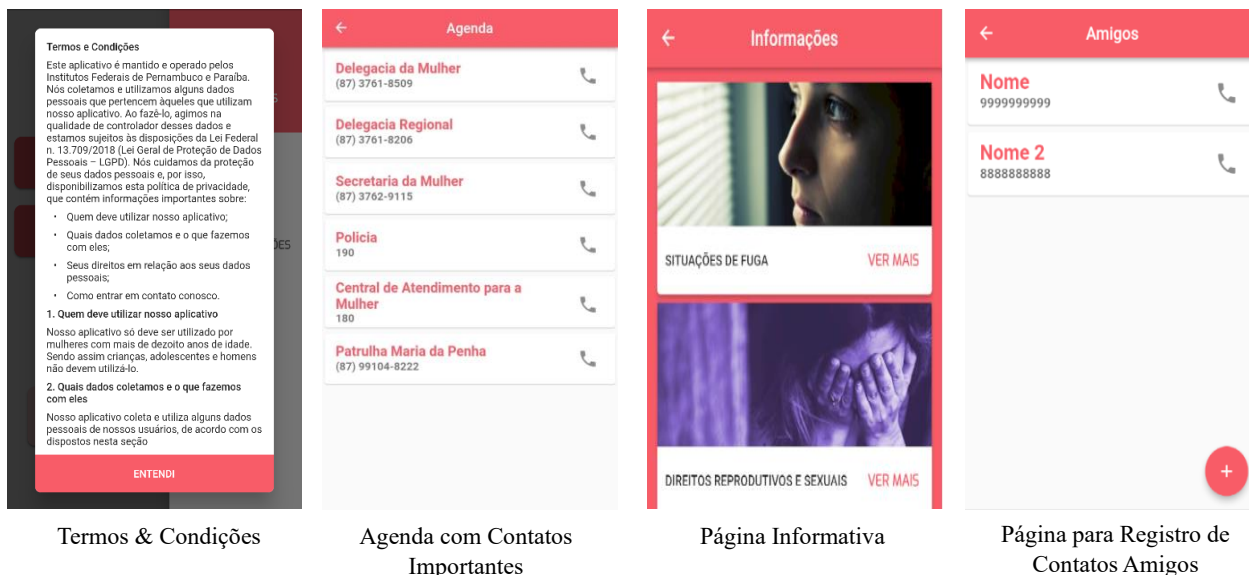 Termos e Condições
Este aplicativo é mantido e operado pelos
Institutos Federais de Pernambuco e Paraíba.
Nós coletamos e utilizamos alguns dados
pessoais que pertencem àqueles que utilizam
nosso aplicativo. Ao fazê-lo, agimos na
qualidade de controlador desses dados e
estamos sujeitos às disposições da Lei Federal
n. 13.709/2018 (Lei Geral de Proteção de Dados
Pessoais – LGPD). Nós cuidamos da proteção
de seus dados pessoais e, por isso,
disponibilizamos esta política de privacidade,
que contém informações importantes sobre:
• Quem deve utilizar nosso aplicativo;
• Quais dados coletamos e o que fazemos
com eles;
• Seus direitos em relação aos seus dados
pessoais;
• Como entrar em contato conosco.
1. Quem deve utilizar nosso aplicativo
Nosso aplicativo só deve ser utilizado por
mulheres com mais de dezoito anos de idade.
Sendo assim crianças, adolescentes e homens
não devem utilizá-lo.
2. Quais dados coletamos e o que fazemos
com eles
Nosso aplicativo coleta e utiliza alguns dados
pessoais de nossos usuários, de acordo com os
dispostos nesta seção
ENTENDI
Termos & Condições
Agenda
Delegacia da Mulher
(87) 3761-8509
Delegacia Regional
(87) 3761-8206
Secretaria da Mulher
(87) 3762-9115
Policia
190
Central de Atendimento para a
Mulher
180
Patrulha Maria da Penha
(87) 99104-8222
Agenda com Contatos
Importantes
Informações
SITUAÇÕES DE FUGA VER MAIS
DIREITOS REPRODUTIVOS E SEXUAIS VER MAIS
Página Informativa
Amigos
Nome
9999999999
Nome 2
8888888888
+
Página para Registro de
Contatos Amigos